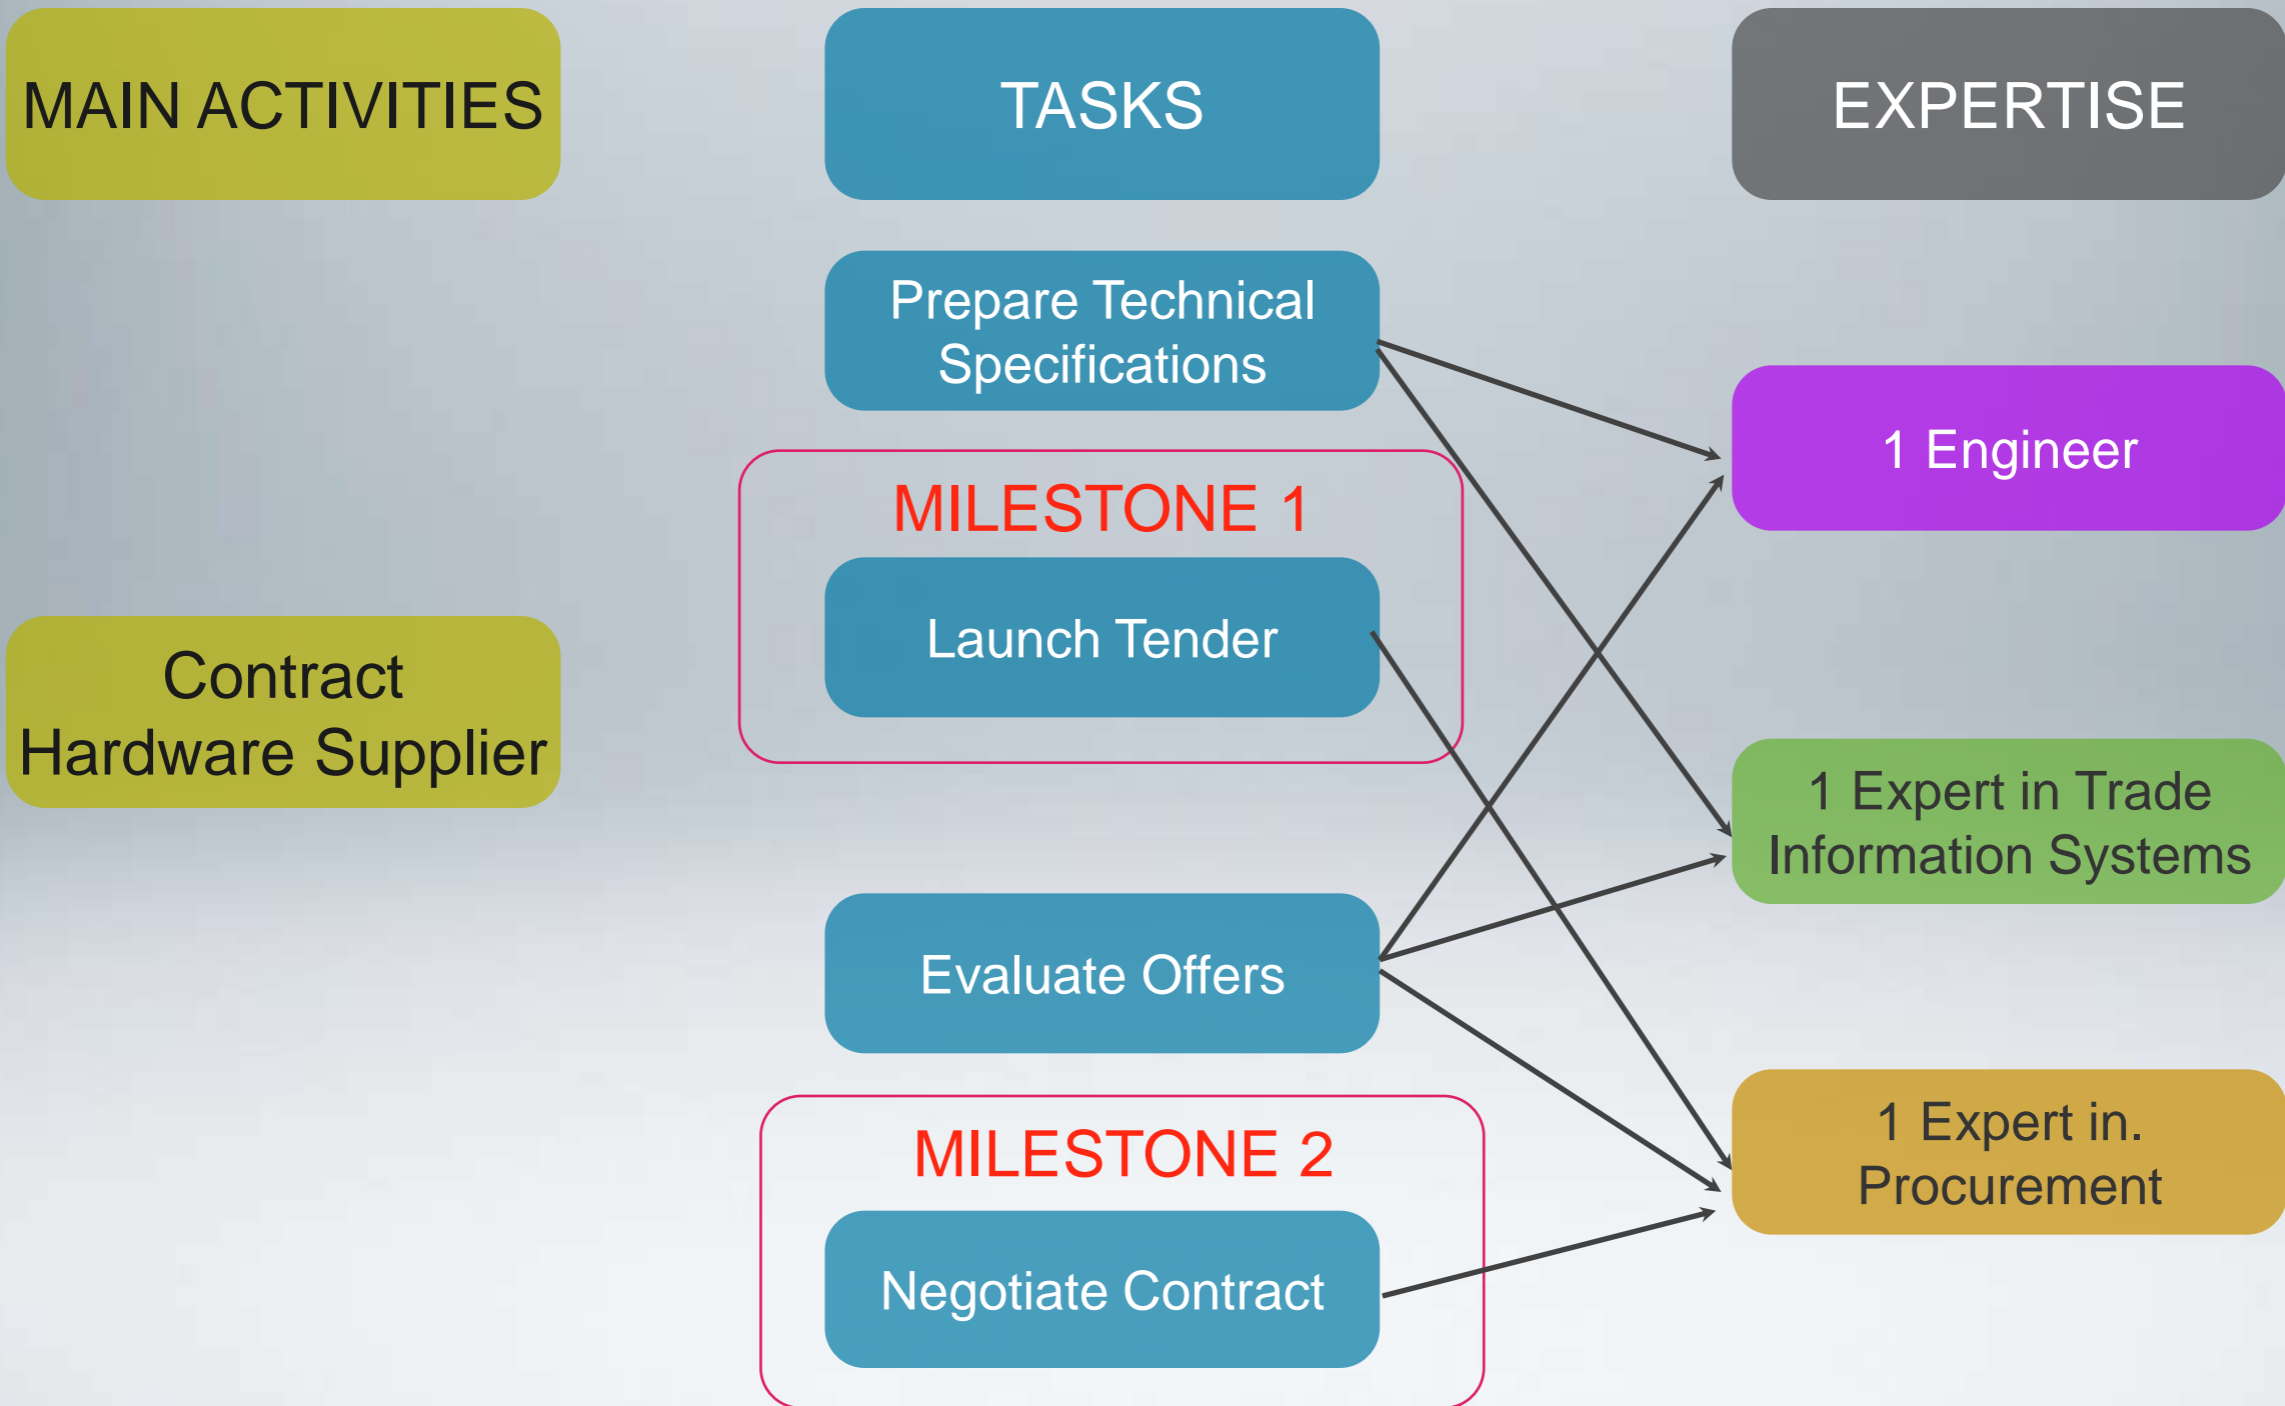 MAIN ACTIVITIES
TASKS
EXPERTISE
Prepare Technical
Specifications
1 Engineer
MILESTONE 1
Launch Tender
Contract
Hardware Supplier
1 Expert in Trade
Information Systems
Evaluate Offers
1 Expert in.
Procurement
MILESTONE 2
Negotiate Contract